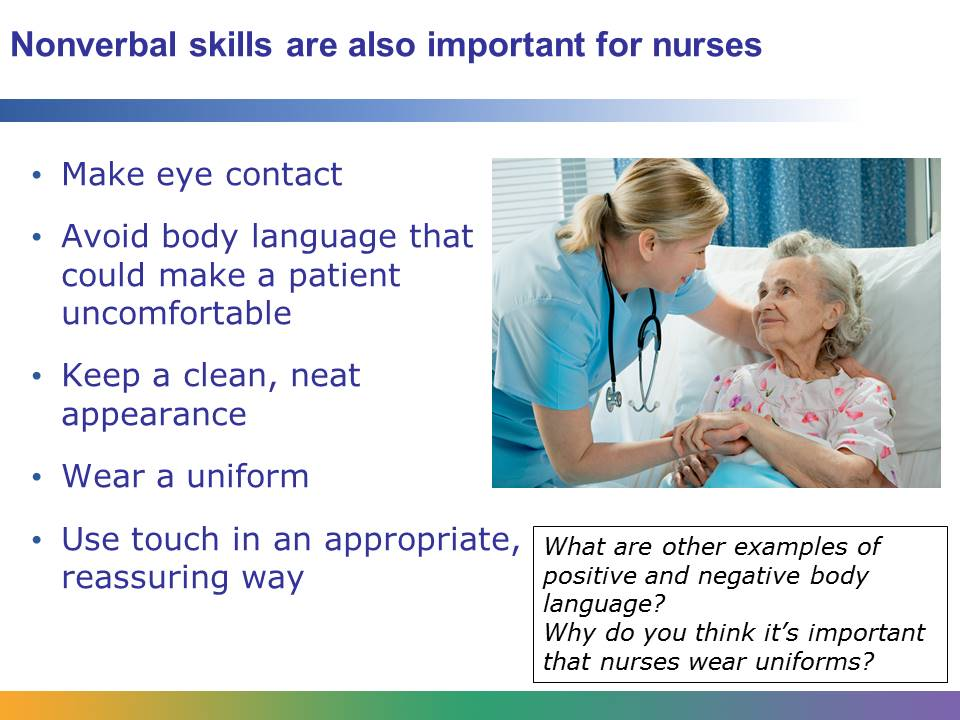 Nonverbal skills are also important for nurses
• Make eye contact
• Avoid body language that
could make a patient
uncomfortable
• Keep a clean, neat
appearance
• Wear a uniform
• Use touch in an appropriate,
reassuring way
What are other examples of
positive and negative body
language?
Why do you think it’s important
that nurses wear uniforms?